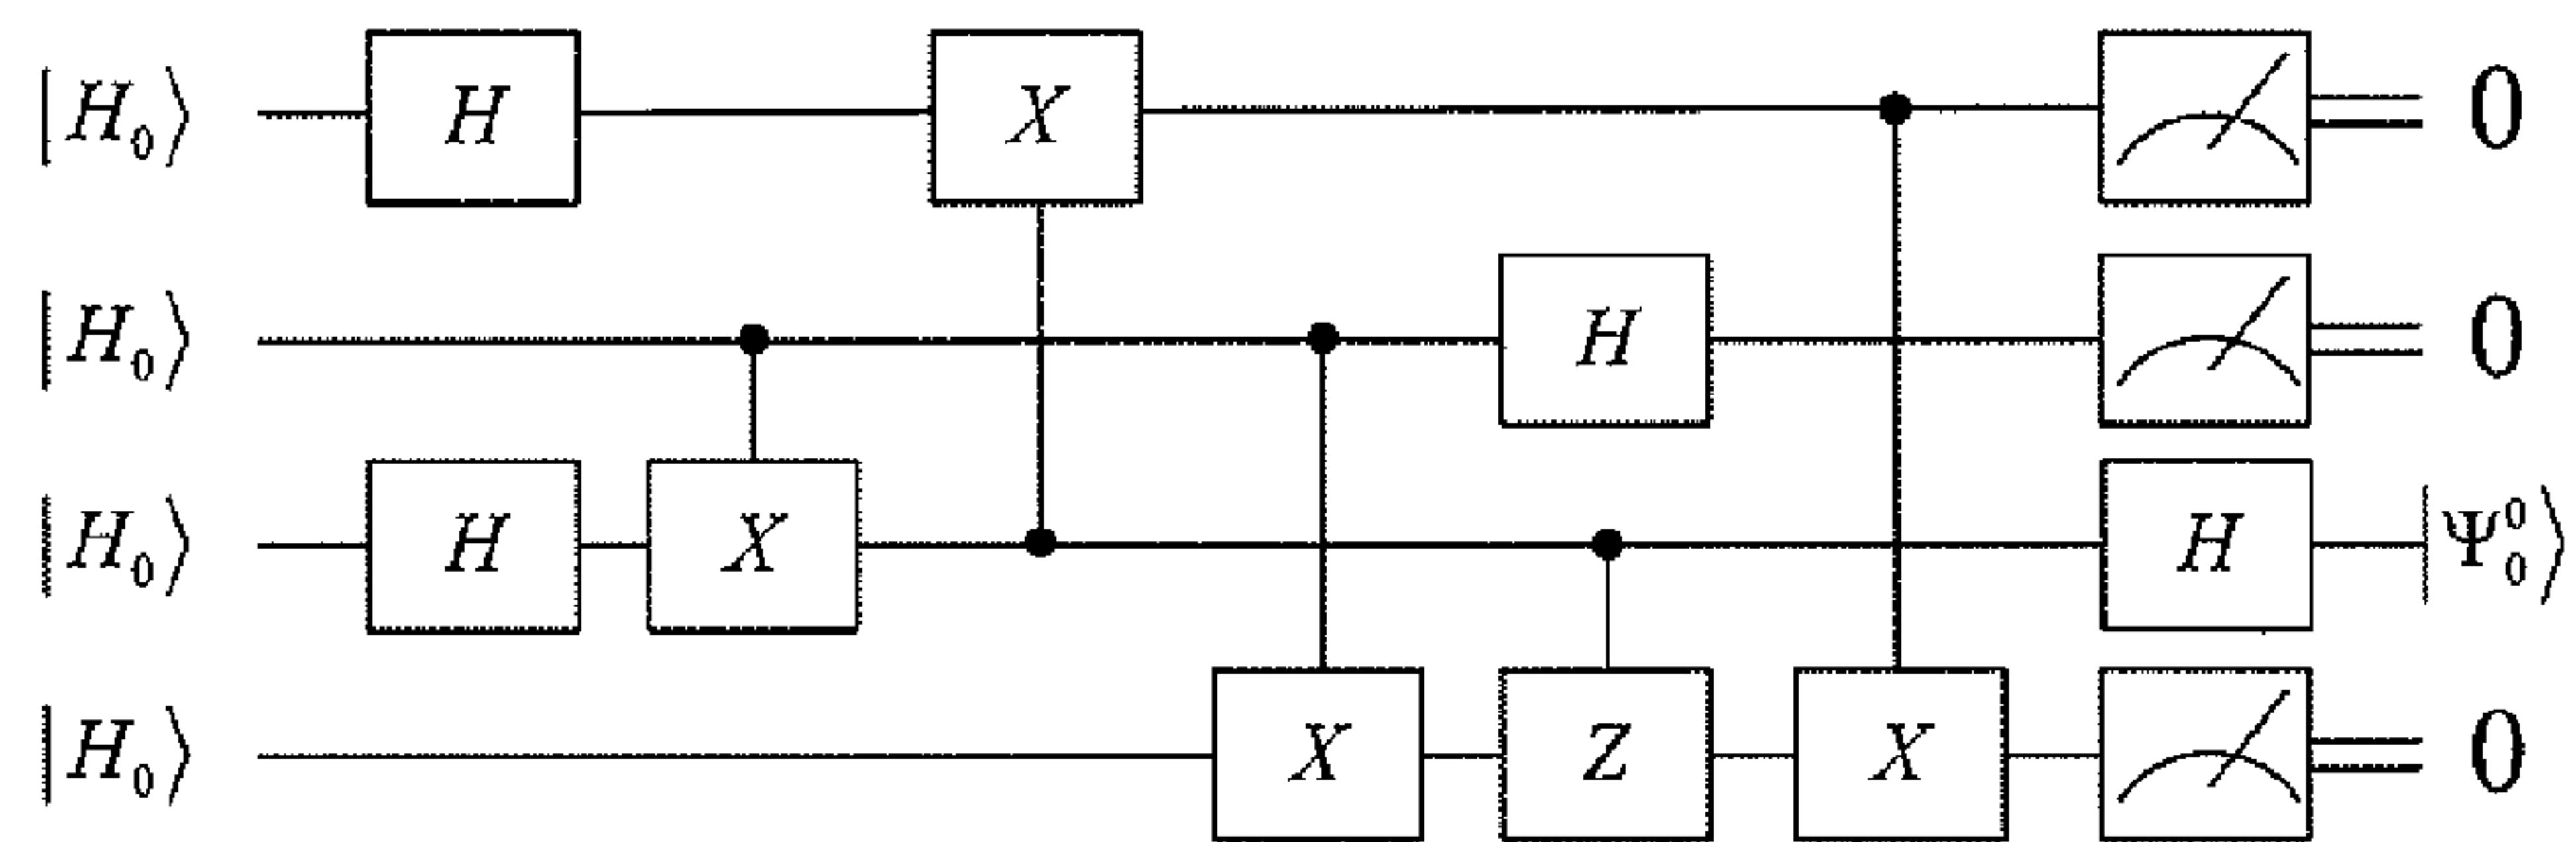 |H₀⟩ H X 0
|H₀⟩ H 0
|H₀⟩ H X H |Ψ₀⁰⟩
|H₀⟩ X Z X 0